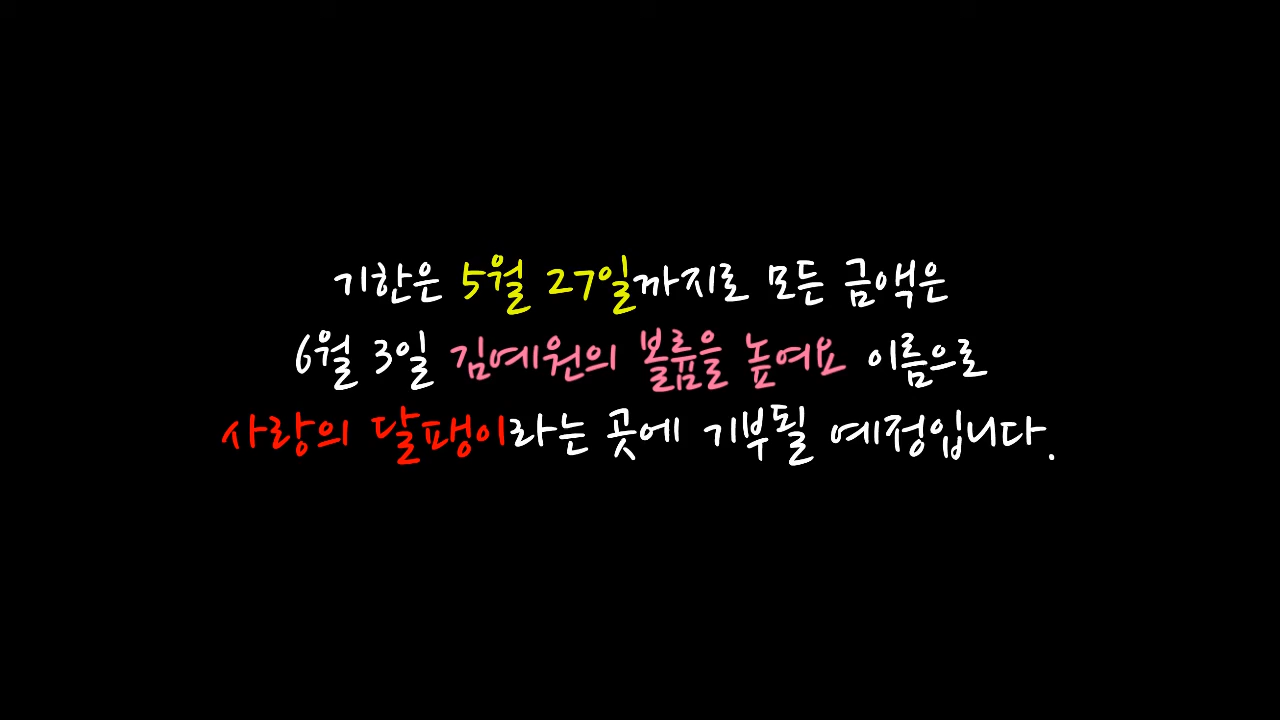 기한은 5월 27일까지로 모든 금액은
6월 3일 김예원의 볼륨을 높여요 이름으로
사랑의 달팽이라는 곳에 기부될 예정입니다.